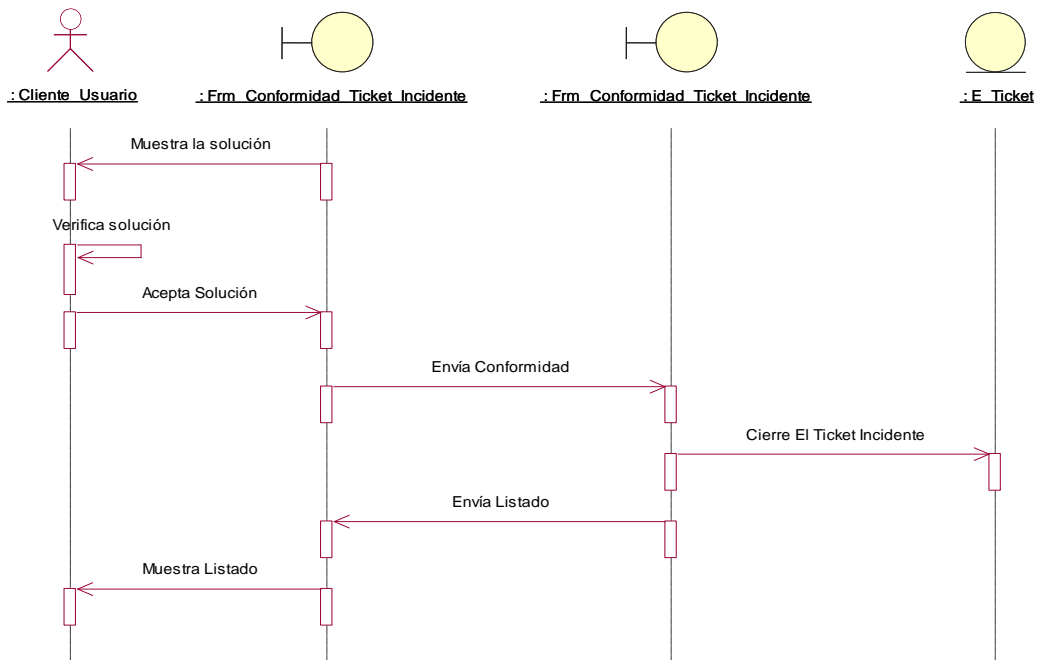 : Cliente_Usuario
: Frm_Conformidad_Ticket_Incidente
: Frm_Conformidad_Ticket_Incidente
: E_Ticket
Muestra la solución
Verifica solución
Acepta Solución
Envía Conformidad
Cierre El Ticket Incidente
Envía Listado
Muestra Listado